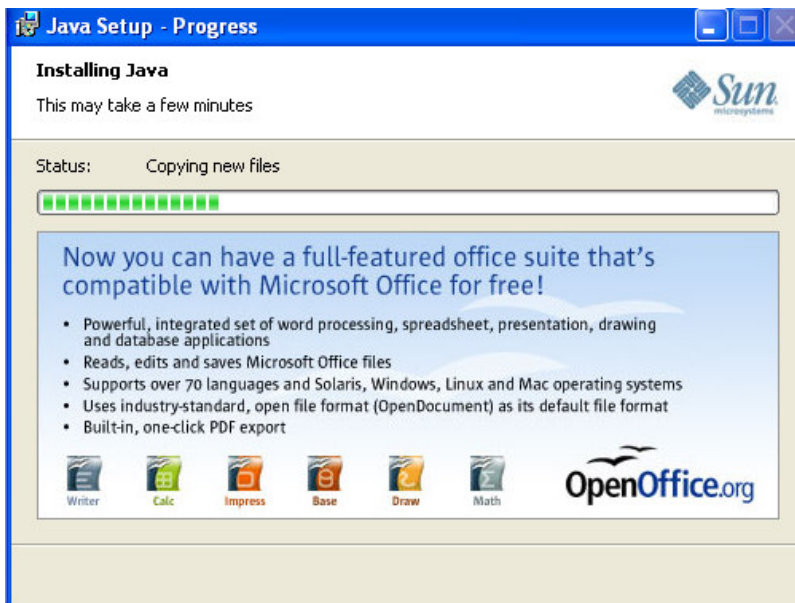 Java Setup - Progress
Installing Java
This may take a few minutes
Sun
microsystems
Status: Copying new files
Now you can have a full-featured office suite that's
compatible with Microsoft Office for free!
• Powerful, integrated set of word processing, spreadsheet, presentation, drawing
and database applications
• Reads, edits and saves Microsoft Office files
• Supports over 70 languages and Solaris, Windows, Linux and Mac operating systems
• Uses industry-standard, open file format (OpenDocument) as its default file format
• Built-in, one-click PDF export
Writer Calc Impress Base Draw Math
OpenOffice.org